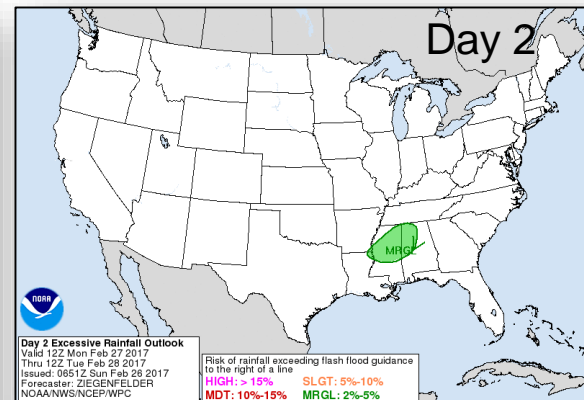 Day 2
MRGL
NOAA
Day 2 Excessive Rainfall Outlook
Valid 12Z Mon Feb 27 2017
Thru 12Z Tue Feb 28 2017
Issued: 0651Z Sun Feb 26 2017
Forecaster: ZIEGENFELDER
NOAA/NWS/NCEP/WPC
Risk of rainfall exceeding flash flood guidance
to the right of a line
HIGH: > 15% SLGT: 5%-10%
MDT: 10%-15% MRGL: 2%-5%